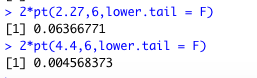 > 2*pt(2.27,6,lower.tail = F)
[1] 0.06366771
> 2*pt(4.4,6,lower.tail = F)
[1] 0.004568373
>